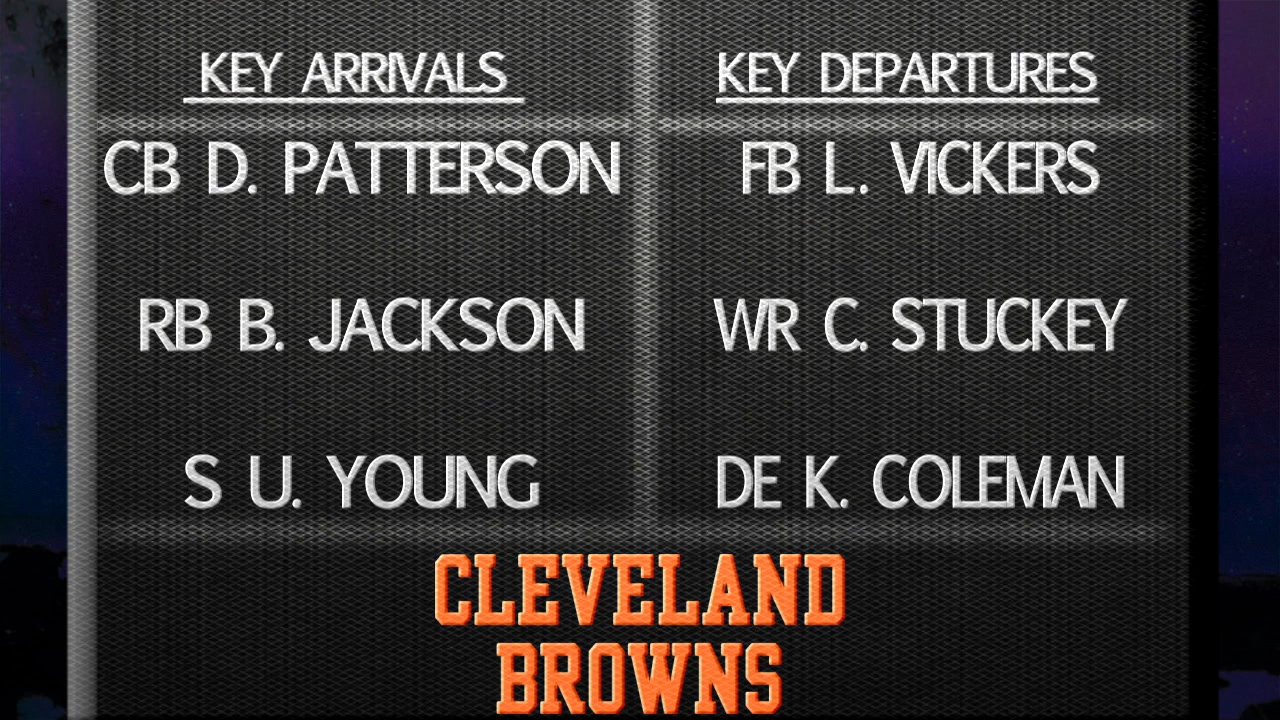 KEY ARRIVALS KEY DEPARTURES
CB D. PATTERSON FB L. VICKERS
RB B. JACKSON WR C. STUCKEY
S U. YOUNG DE K. COLEMAN
CLEVELAND
BROWNS